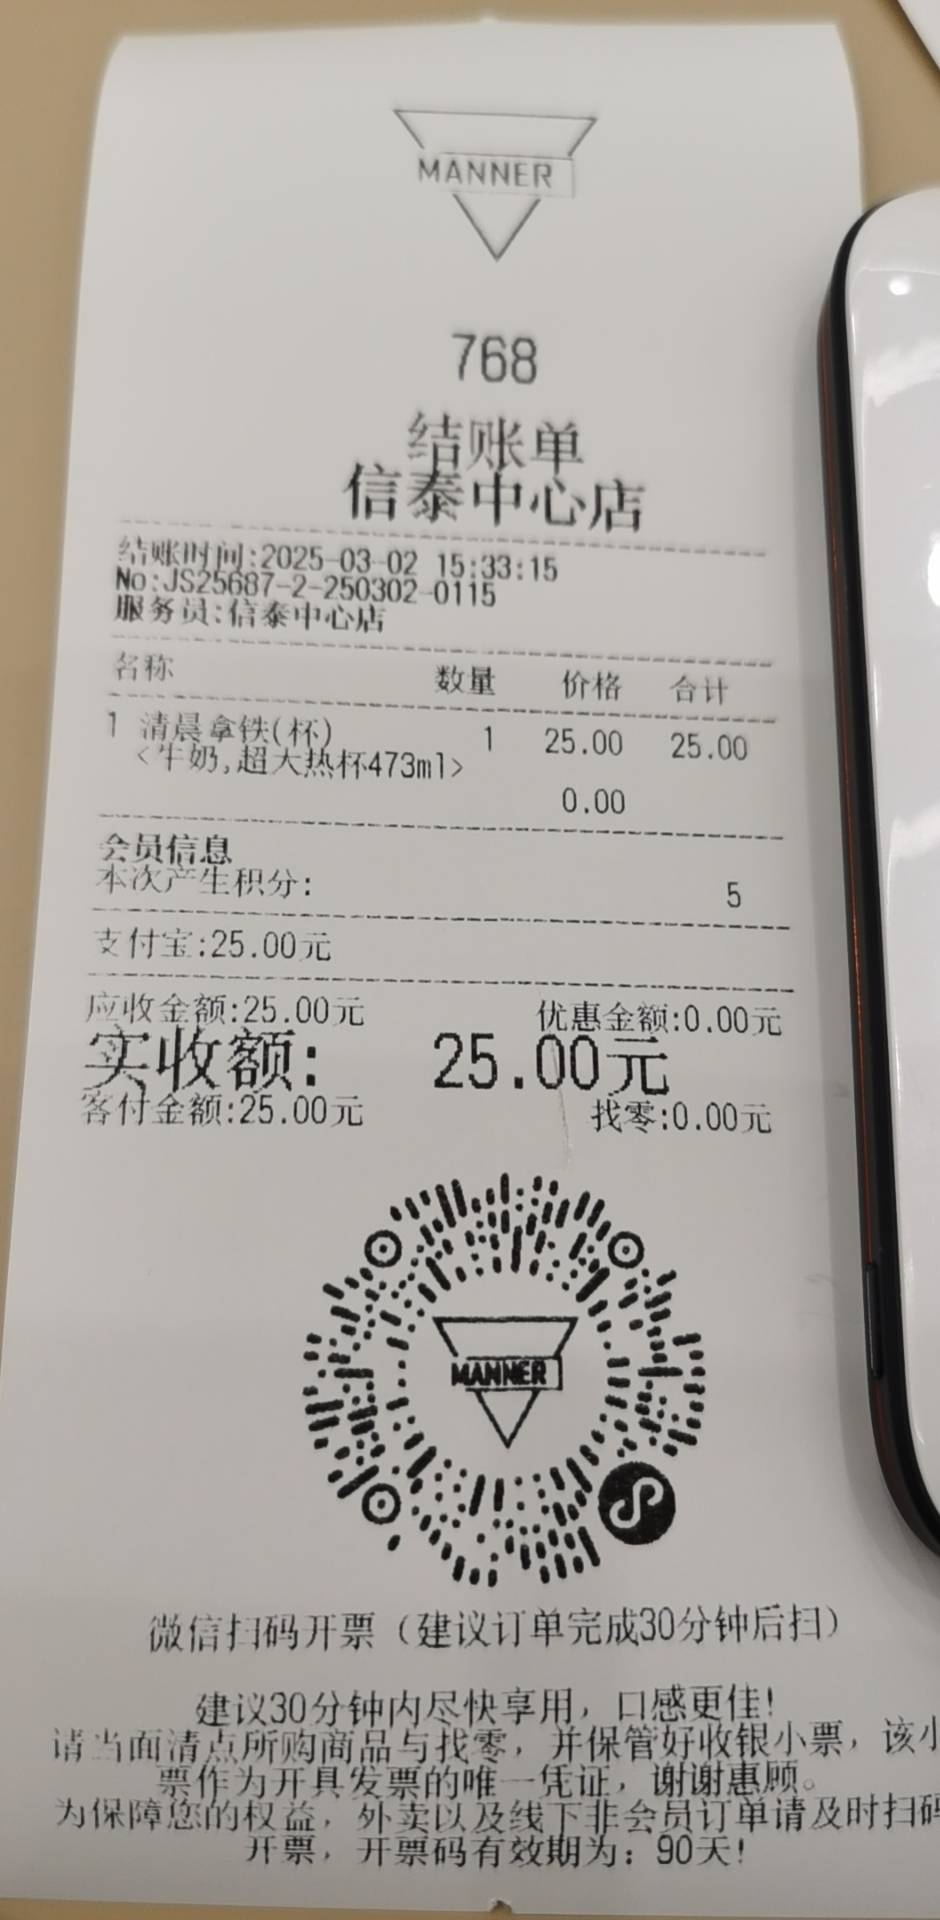 MANNER
768
结账单
信泰中心店
结账时间:2025-03-02 15:33:15
No:JS25687-2-250302-0115
服务员:信泰中心店
名称 数量 价格 合计
1 清晨拿铁(杯) 1 25.00 25.00
<牛奶,超大热杯473ml>
0.00
会员信息
本次产生积分: 5
支付宝:25.00元
应收金额:25.00元 优惠金额:0.00元
实收额: 25.00元
客付金额:25.00元 找零:0.00元
MANNER
微信扫码开票（建议订单完成30分钟后扫）
建议30分钟内尽快享用，口感更佳!
请当面清点所购商品与找零，并保管好收银小票，该小
票作为开具发票的唯一凭证，谢谢惠顾。
为保障您的权益，外卖以及线下非会员订单请及时扫码
开票，开票码有效期为：90天!